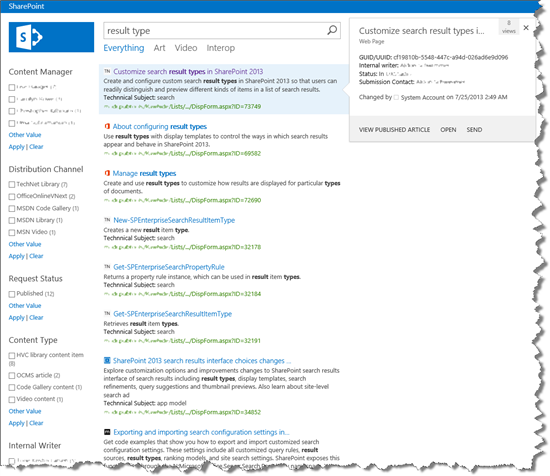 SharePoint
S
result type
Everything Art Video Interop
Content Manager
(7)
(2)
(1)
(1)
Other Value
Apply | Clear
Distribution Channel
TechNet Library (7)
OfficeOnlineVNext (2)
MSDN Code Gallery (1)
MSDN Library (1)
MSN Video (1)
Other Value
Apply | Clear
Request Status
Published (12)
Other Value
Apply | Clear
Content Type
HVC library content item
(8)
OCMS article (2)
Code Gallery content (1)
Video content (1)
Other Value
Apply | Clear
Internal Writer
TN Customize search result types in SharePoint 2013
Create and configure custom search result types in SharePoint 2013 so that users can
readily distinguish and preview different kinds of items in a list of search results.
Technical Subject: search
/Lists/.../DispForm.aspx?ID=73749
About configuring result types
Use result types with display templates to control the ways in which search results
appear and behave in SharePoint 2013.
/Lists/.../DispForm.aspx?ID=69582
Manage result types
Create and use result types to customize how results are displayed for particular types
of documents.
/Lists/.../DispForm.aspx?ID=72690
TN New-SPEnterpriseSearchResultItemType
Creates a new result item type.
Techhnical Subject: search
/Lists/.../DispForm.aspx?ID=32178
TN Get-SPEnterpriseSearchPropertyRule
Returns a property rule instance, which can be used in result item types.
Techhnical Subject: search
/Lists/.../DispForm.aspx?ID=32184
TN Get-SPEnterpriseSearchResultItemType
Retrieves result item types.
Techhnical Subject: search
/Lists/.../DispForm.aspx?ID=32191
SharePoint 2013 search results interface choices changes ...
Explore customization options and improvements changes to SharePoint search results
interface of search results including result types, display templates, search
refinements, query suggestions and thumbnail previews. Also learn about site-level
search ad
Technical Subject: app model
/Lists/.../DispForm.aspx?ID=34852
Exporting and importing search configuration settings in...
Get code examples that show you how to export and import customized search
configuration settings. These settings include all customized query rules, result
sources, result types, ranking models, and site search settings. SharePoint exposes this
8
views
Customize search result types i...
Web Page
GUID/UUID: cf19810b-5548-447c-a94d-026ad6e9d096
Internal writer:
Status: In
Submission Contact:
Changed by System Account on 7/25/2013 2:49 AM
VIEW PUBLISHED ARTICLE OPEN SEND